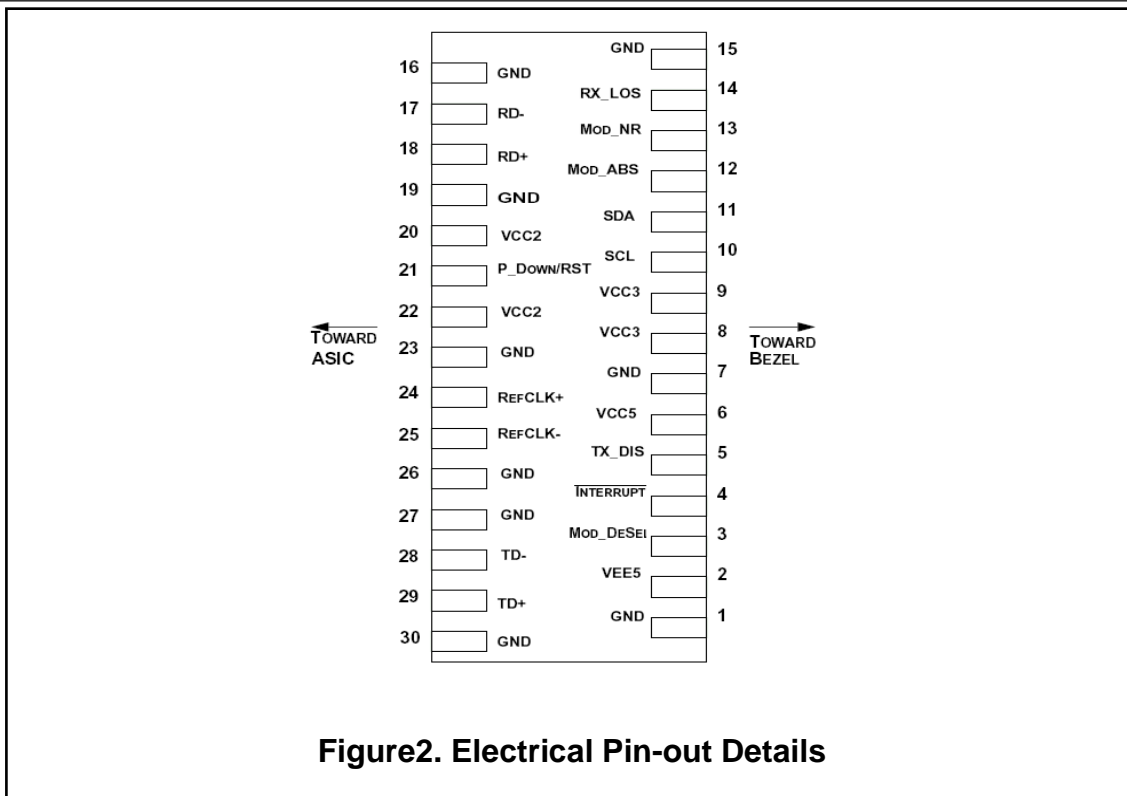 GND 15
16 GND
RX_LOS 14
17 RD-
MOD_NR 13
18 RD+
MOD_ABS 12
19 GND
SDA 11
20 VCC2
SCL 10
21 P_DOWN/RST
VCC3 9
22 VCC2
VCC3 8
TOWARD ASIC
TOWARD BEZEL
23 GND
GND 7
24 REFCLK+
VCC5 6
25 REFCLK-
TX_DIS 5
26 GND
INTERRUPT 4
27 GND
MOD_DESEl 3
28 TD-
VEE5 2
29 TD+
GND 1
30 GND
Figure2. Electrical Pin-out Details